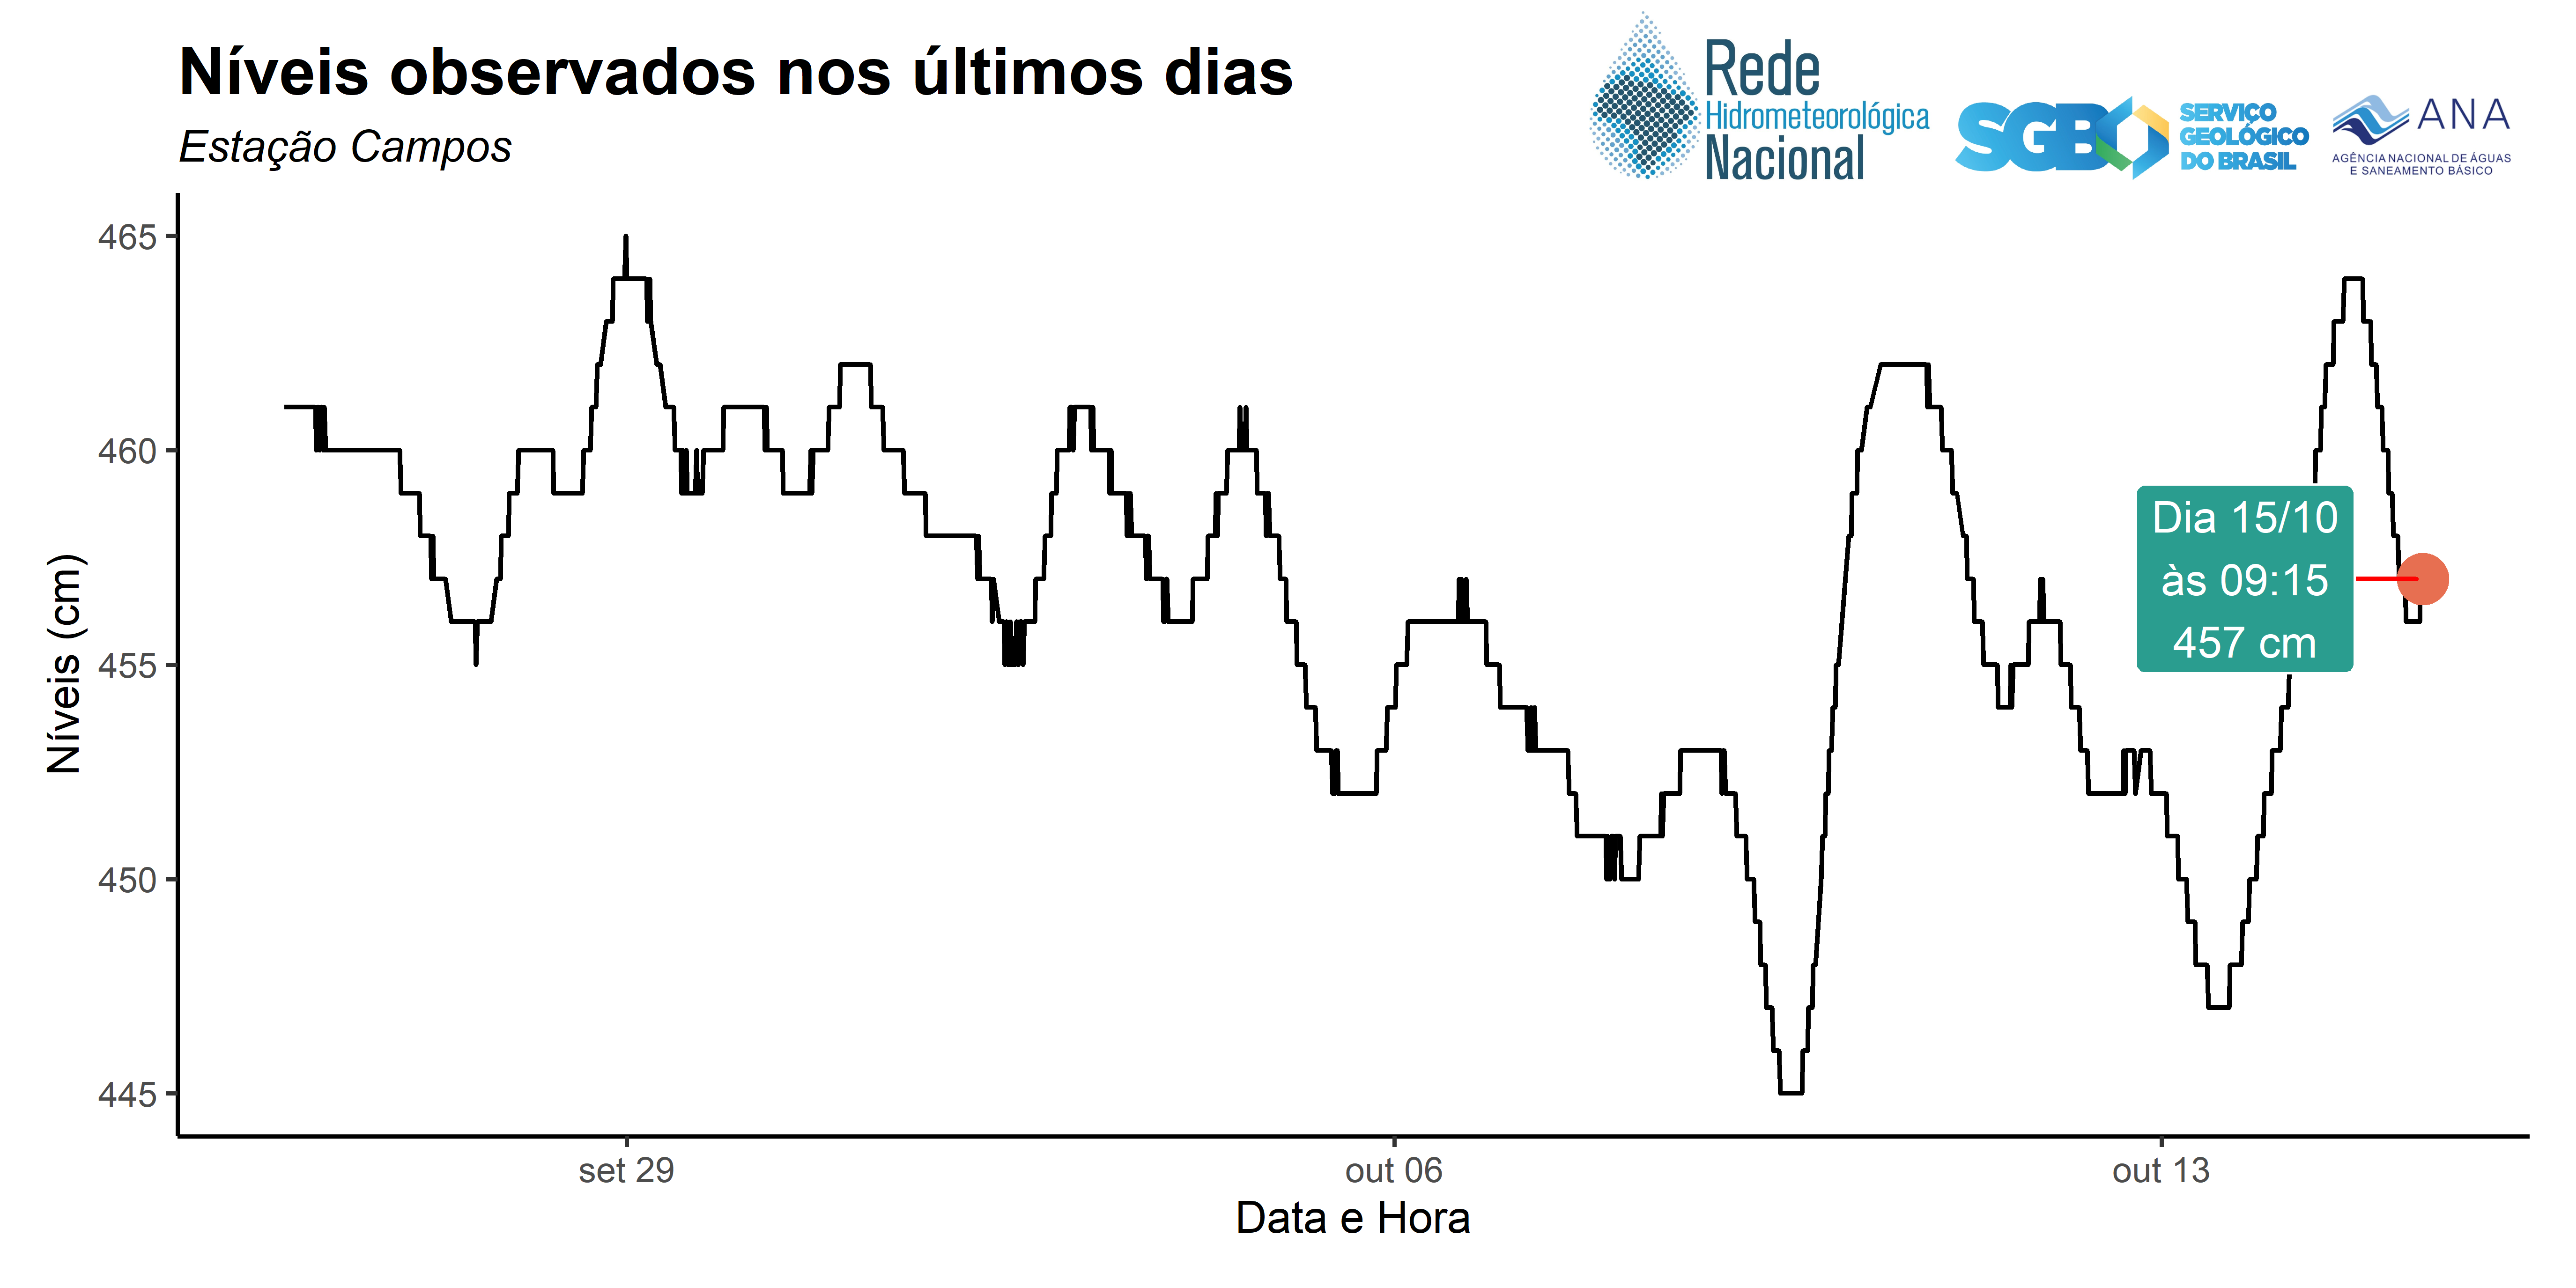 Níveis observados nos últimos dias
Estação Campos
Rede
Hidrometeorológica
Nacional
SGB
SERVIÇO
GEOLÓGICO
DO BRASIL
ANA
AGÊNCIA NACIONAL DE ÁGUAS
E SANEAMENTO BÁSICO
465
460
455
450
445
Níveis (cm)
Dia 15/10
às 09:15
457 cm
set 29
out 06
out 13
Data e Hora